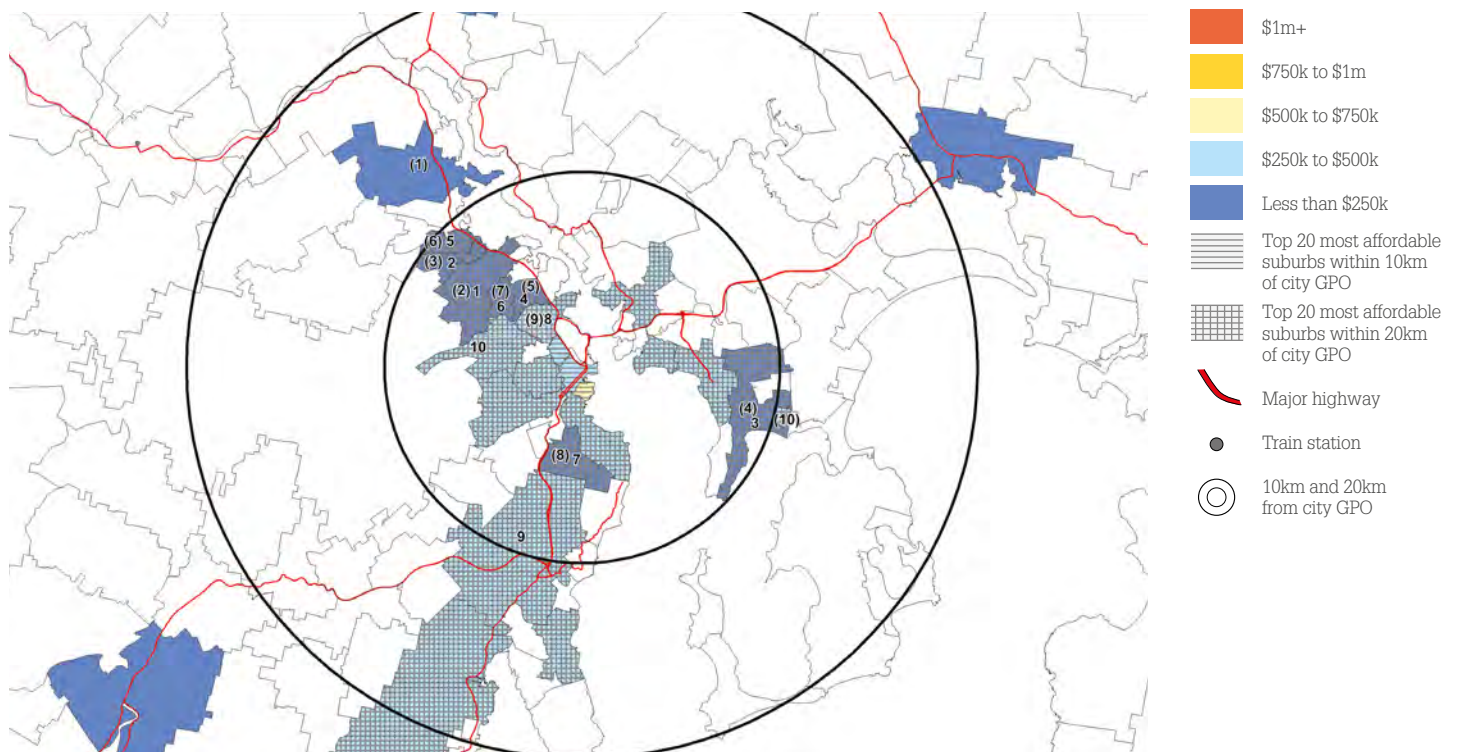 $1m+
$750k to $1m
$500k to $750k
$250k to $500k
Less than $250k
Top 20 most affordable
suburbs within 10km
of city GPO
Top 20 most affordable
suburbs within 20km
of city GPO
Major highway
Train station
10km and 20km
from city GPO
(1)
(6) 5
(3) 2
(2) 1
(7)
6
(5)
4
(9) 8
10
(4)
3
(10)
(8) 7
9